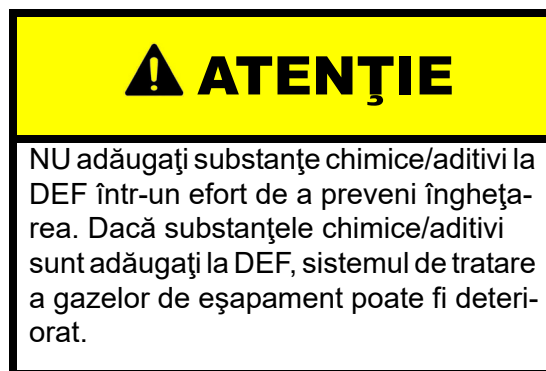 ATENŢIE
NU adăugaţi substanţe chimice/aditivi la
DEF într-un efort de a preveni îngheţa-
rea. Dacă substanţele chimice/aditivi
sunt adăugaţi la DEF, sistemul de tratare
a gazelor de eşapament poate fi deteri-
orat.